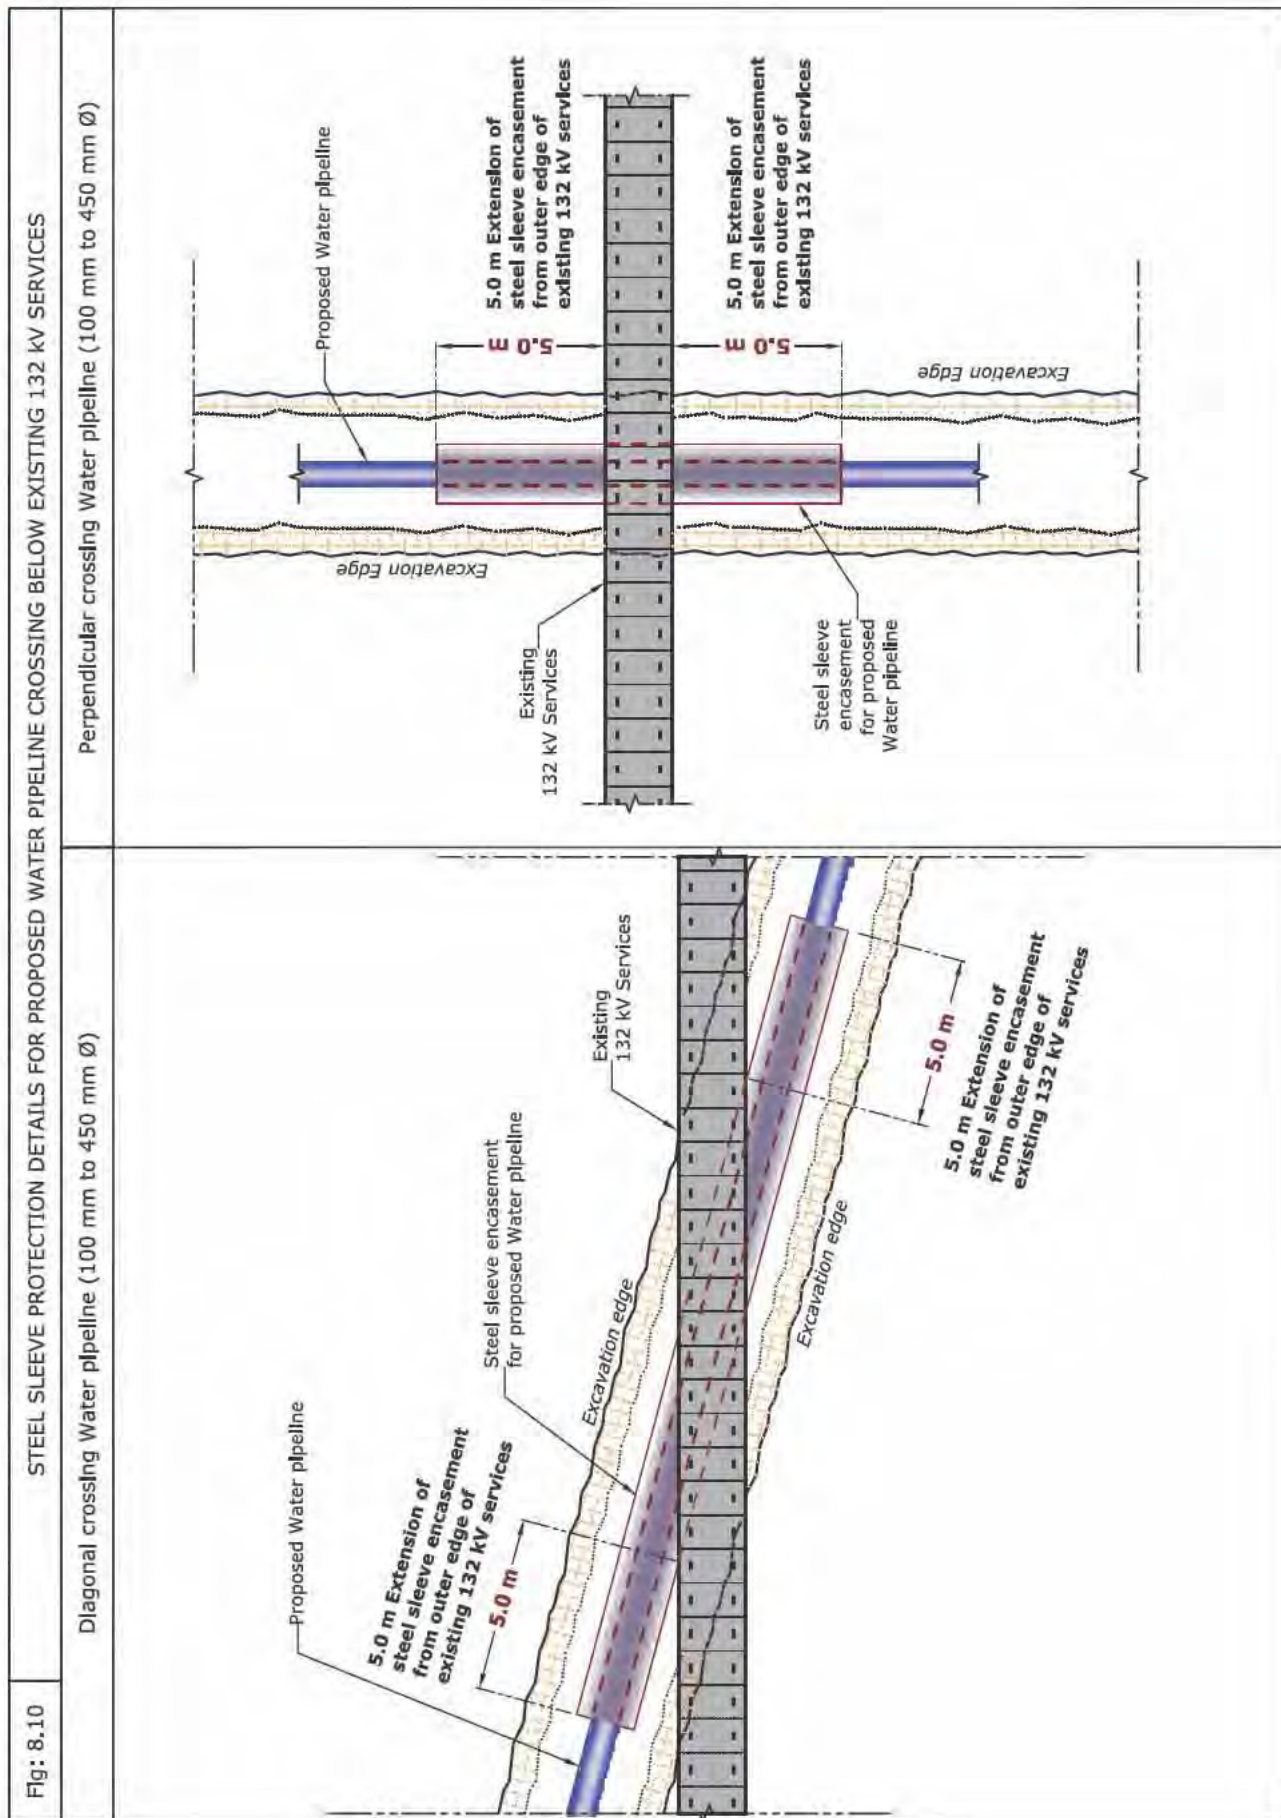 Fig: 8.10
STEEL SLEEVE PROTECTION DETAILS FOR PROPOSED WATER PIPELINE CROSSING BELOW EXISTING 132 kV SERVICES
Diagonal crossing Water pipeline (100 mm to 450 mm Ø)
Perpendicular crossing Water pipeline (100 mm to 450 mm Ø)
Proposed Water pipeline
5.0 m Extension of
steel sleeve encasement
from outer edge of
existing 132 kV services
5.0 m
Steel sleeve encasement
for proposed Water pipeline
Excavation edge
Existing
132 kV Services
Excavation edge
5.0 m
5.0 m Extension of
steel sleeve encasement
from outer edge of
existing 132 kV services
Proposed Water pipeline
5.0 m Extension of
steel sleeve encasement
from outer edge of
existing 132 kV services
5.0 m
Excavation Edge
Existing
132 kV Services
5.0 m
5.0 m Extension of
steel sleeve encasement
from outer edge of
existing 132 kV services
Excavation Edge
Steel sleeve
encasement
for proposed
Water pipeline